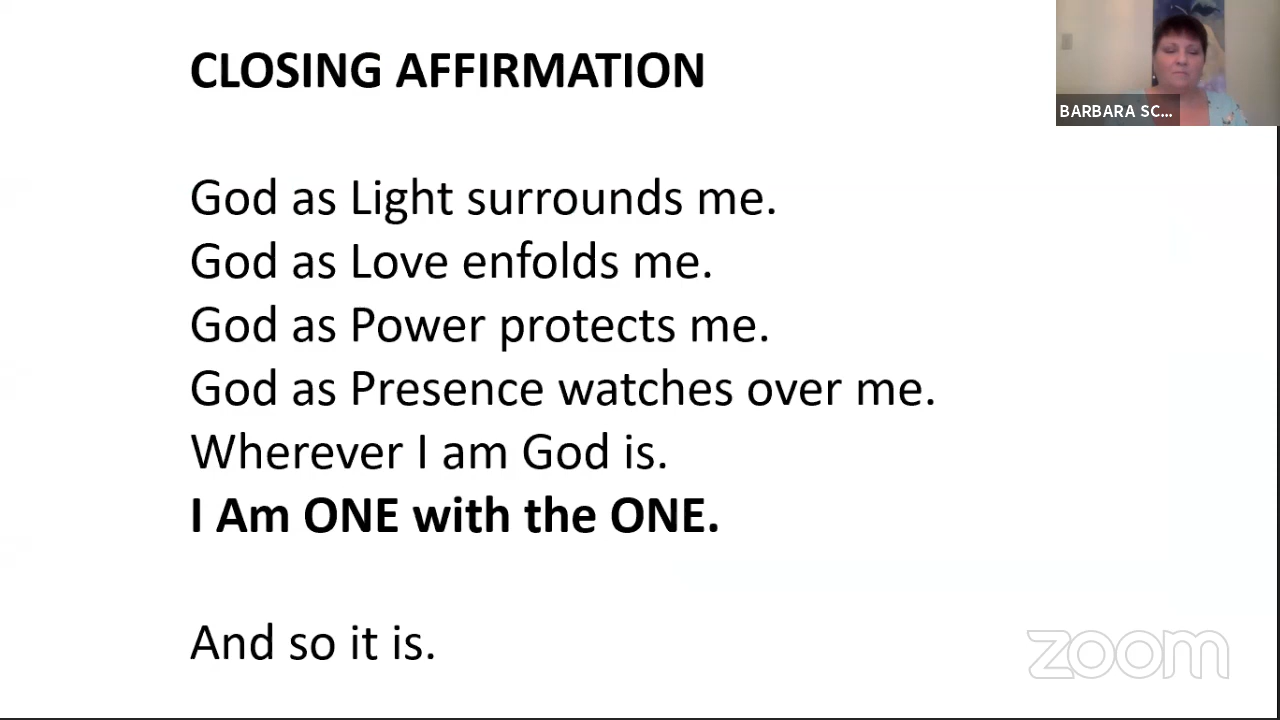 CLOSING AFFIRMATION
BARBARA SC...
God as Light surrounds me.
God as Love enfolds me.
God as Power protects me.
God as Presence watches over me.
Wherever I am God is.
I Am ONE with the ONE.
And so it is.
zoom